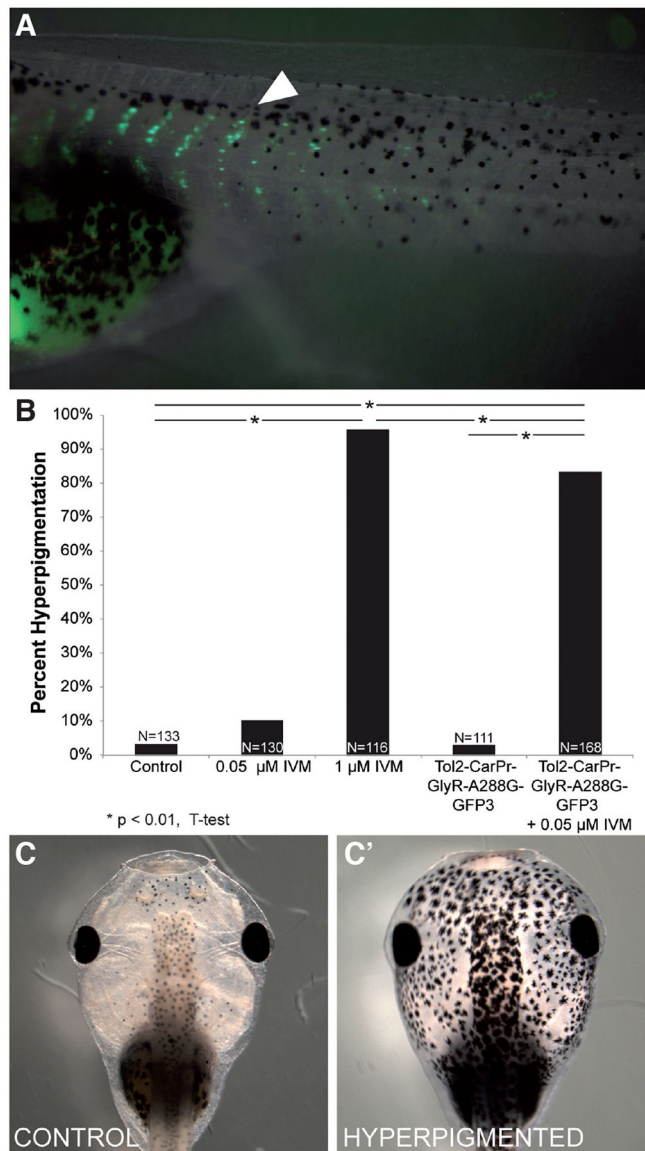 A
B
*
*
*
*
100%
90%
80%
70%
60%
50%
40%
30%
20%
10%
0%
Percent Hyperpigmentation
N=133
N=130
N=116
N=111
N=168
Control
0.05 µM IVM
1 µM IVM
Tol2-CarPr-
GlyR-A288G-
GFP3
Tol2-CarPr-
GlyR-A288G-
GFP3
+ 0.05 µM IVM
* p < 0.01, T-test
C
CONTROL
C'
HYPERPIGMENTED